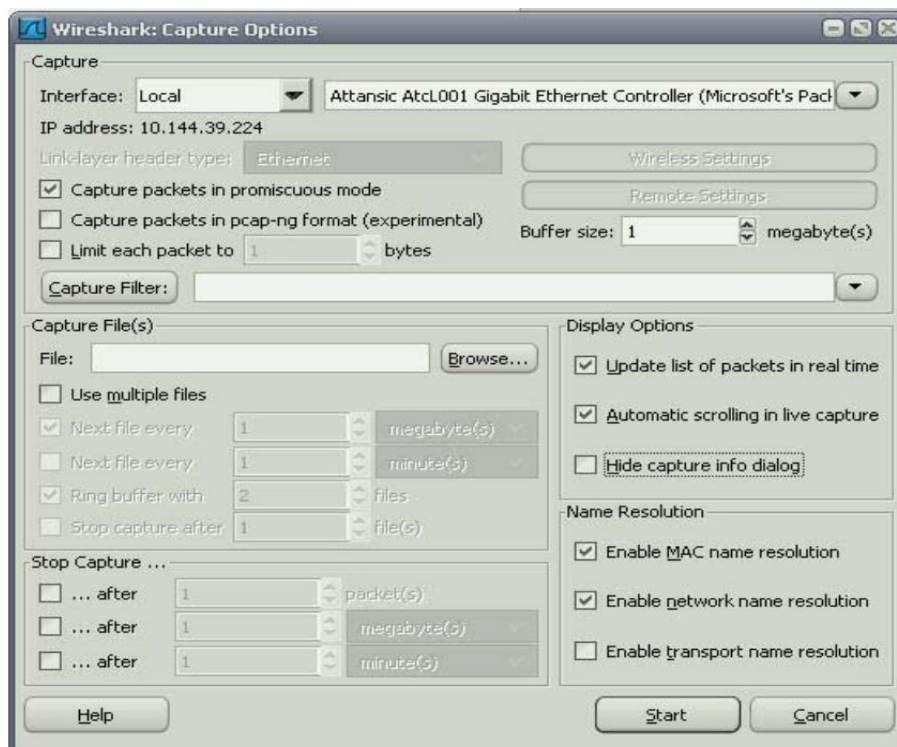 Wireshark: Capture Options
Capture
Interface: Local Attansic AtcL001 Gigabit Ethernet Controller (Microsoft's Pack
IP address: 10.144.39.224
Link-layer header type: Ethernet Wireless Settings
Capture packets in promiscuous mode Remote Settings
Capture packets in pcap-ng format (experimental)
Buffer size: 1 megabyte(s)
Limit each packet to 1 bytes
Capture Filter:
Capture File(s)
File: Browse...
Use multiple files
Next file every 1 megabyte(s)
Next file every 1 minute(s)
Ring buffer with 2 files
Stop capture after 1 file(s)
Stop Capture ...
... after 1 packet(s)
... after 1 megabyte(s)
... after 1 minute(s)
Display Options
Update list of packets in real time
Automatic scrolling in live capture
Hide capture info dialog
Name Resolution
Enable MAC name resolution
Enable network name resolution
Enable transport name resolution
Help Start Cancel